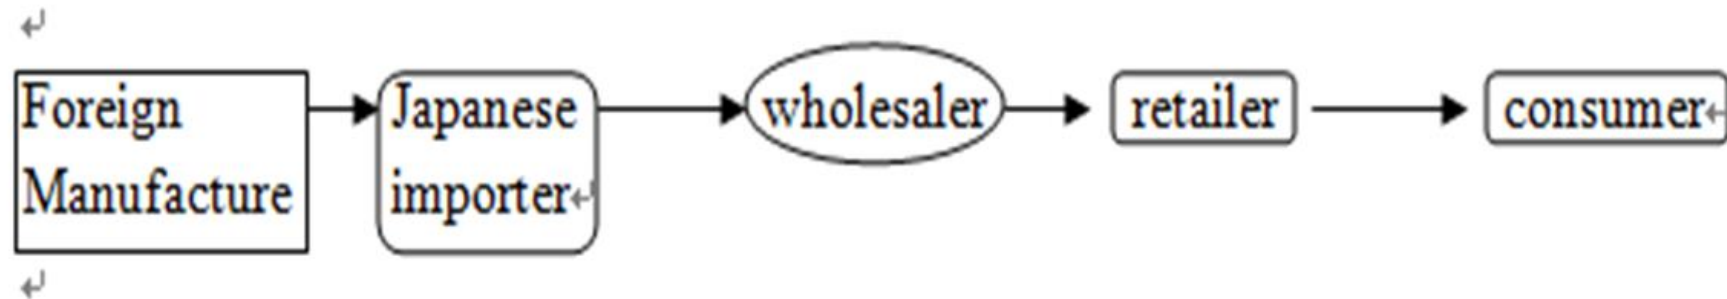 Foreign
Manufacture
Japanese
importer
wholesaler
retailer
consumer